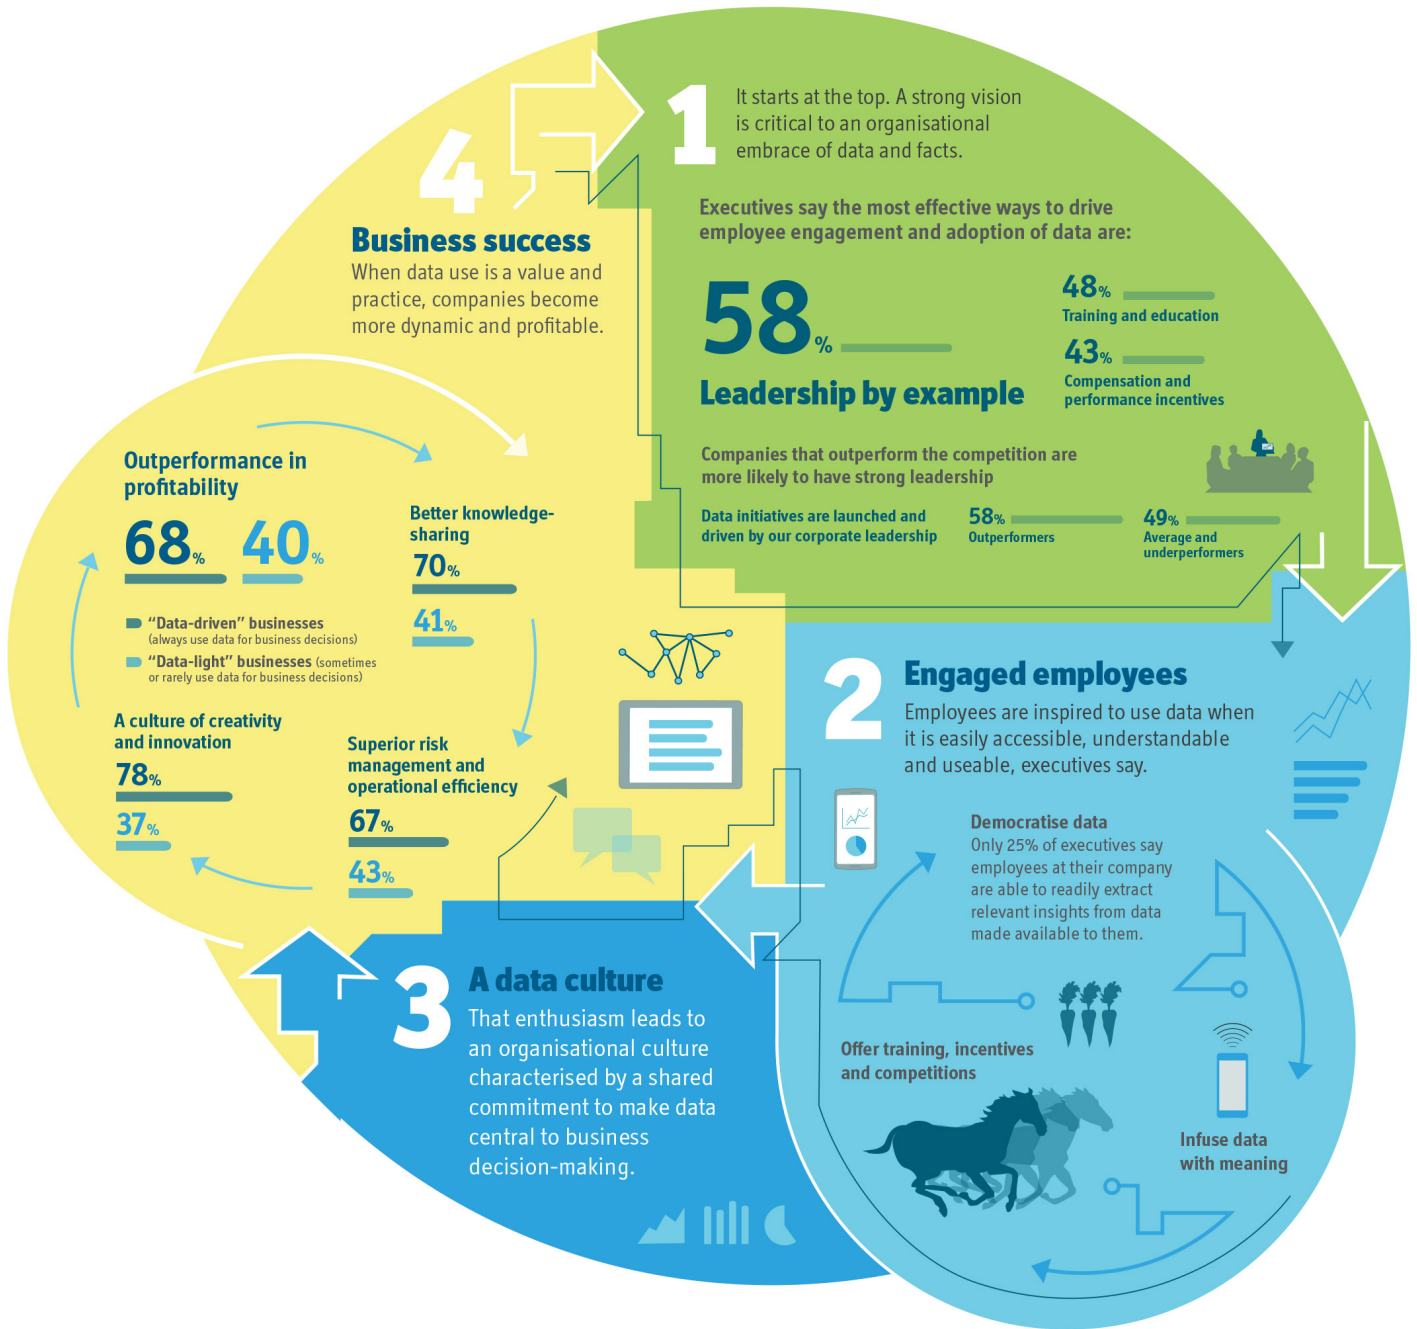 1
It starts at the top. A strong vision
is critical to an organisational
embrace of data and facts.
Executives say the most effective ways to drive
employee engagement and adoption of data are:
58%
Leadership by example
48%
Training and education
43%
Compensation and
performance incentives
Companies that outperform the competition are
more likely to have strong leadership
Data initiatives are launched and
driven by our corporate leadership
58%
Outperformers
49%
Average and
underperformers
2
Engaged employees
Employees are inspired to use data when
it is easily accessible, understandable
and useable, executives say.
Democratise data
Only 25% of executives say
employees at their company
are able to readily extract
relevant insights from data
made available to them.
Infuse data
with meaning
Offer training, incentives
and competitions
3
A data culture
That enthusiasm leads to
an organisational culture
characterised by a shared
commitment to make data
central to business
decision-making.
4
Business success
When data use is a value and
practice, companies become
more dynamic and profitable.
Outperformance in
profitability
68% 40%
“Data-driven” businesses
(always use data for business decisions)
“Data-light” businesses (sometimes
or rarely use data for business decisions)
Better knowledge-
sharing
70%
41%
Superior risk
management and
operational efficiency
67%
43%
A culture of creativity
and innovation
78%
37%